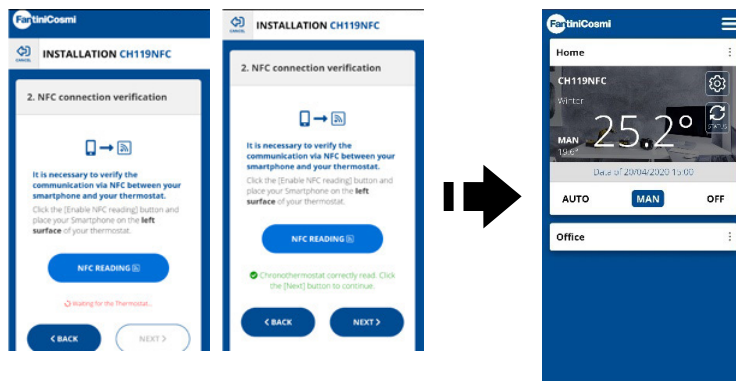 FantiniCosmi
CANCEL
INSTALLATION CH119NFC
2. NFC connection verification
It is necessary to verify the
communication via NFC between your
smartphone and your thermostat.
Click the [Enable NFC reading] button and
place your Smartphone on the left
surface of your thermostat.
NFC READING
Waiting for the Thermostat...
< BACK
NEXT >
CANCEL
INSTALLATION CH119NFC
2. NFC connection verification
It is necessary to verify the
communication via NFC between your
smartphone and your thermostat.
Click the [Enable NFC reading] button and
place your Smartphone on the left
surface of your thermostat.
NFC READING
Chronothermostat correctly read. Click
the [Next] button to continue.
< BACK
NEXT >
FantiniCosmi
Home
CH119NFC
Winter
25.2°
STATUS
MAN
19.6°
Data of 20/04/2020 15:00
AUTO
MAN
OFF
Office